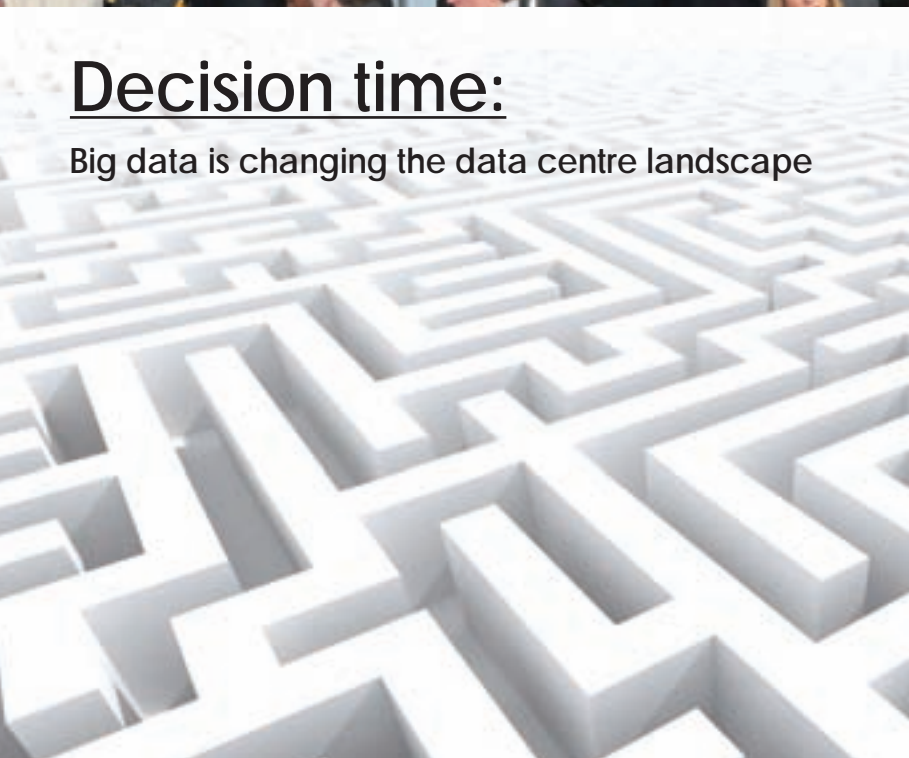 Decision time:
Big data is changing the data centre landscape